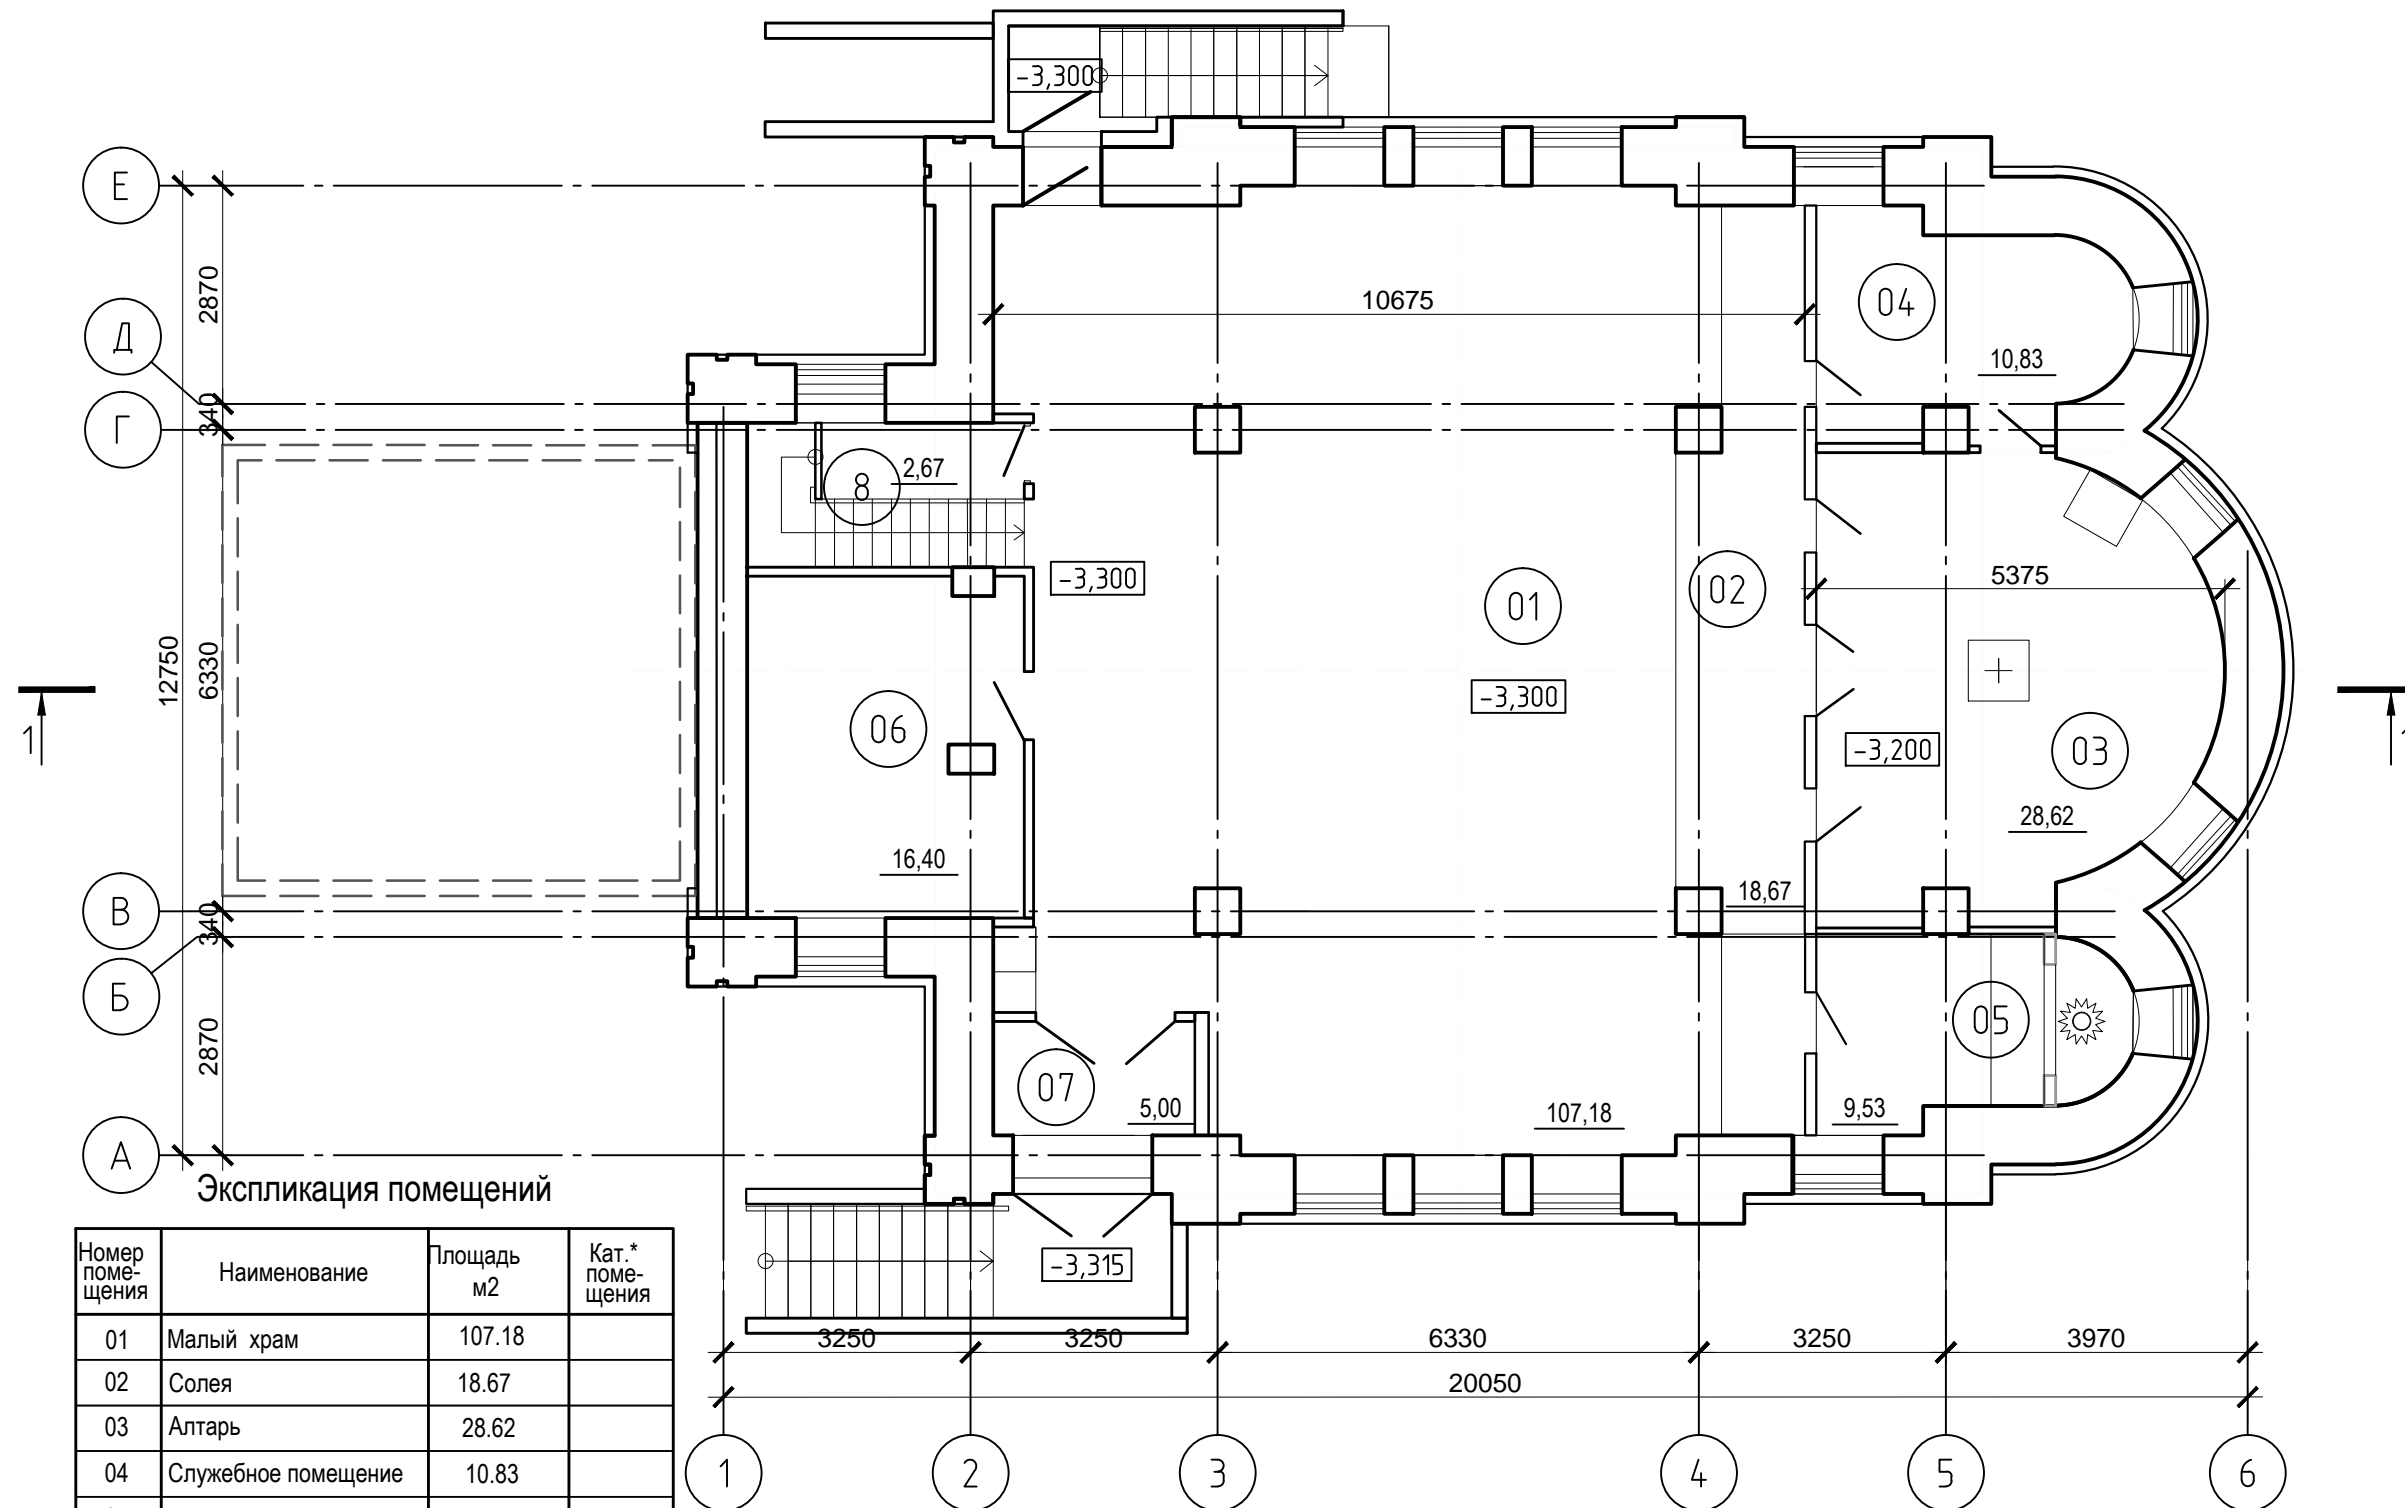 -3,300
Е
2870
10675
04
Д
10,83
340
Г
8
2,67
-3,300
01
02
5375
12750
6330
-3,300
1
06
-3,200
03
28,62
16,40
18,67
В
340
Б
2870
05
07
5,00
107,18
9,53
А
Экспликация помещений
-3,315
Номер поме- щения
Наименование
Площадь м2
Кат.* поме- щения
01 Малый храм 107.18
02 Солея 18.67
03 Алтарь 28.62
04 Служебное помещение 10.83
3250
3250
6330
3250
3970
20050
1
2
3
4
5
6